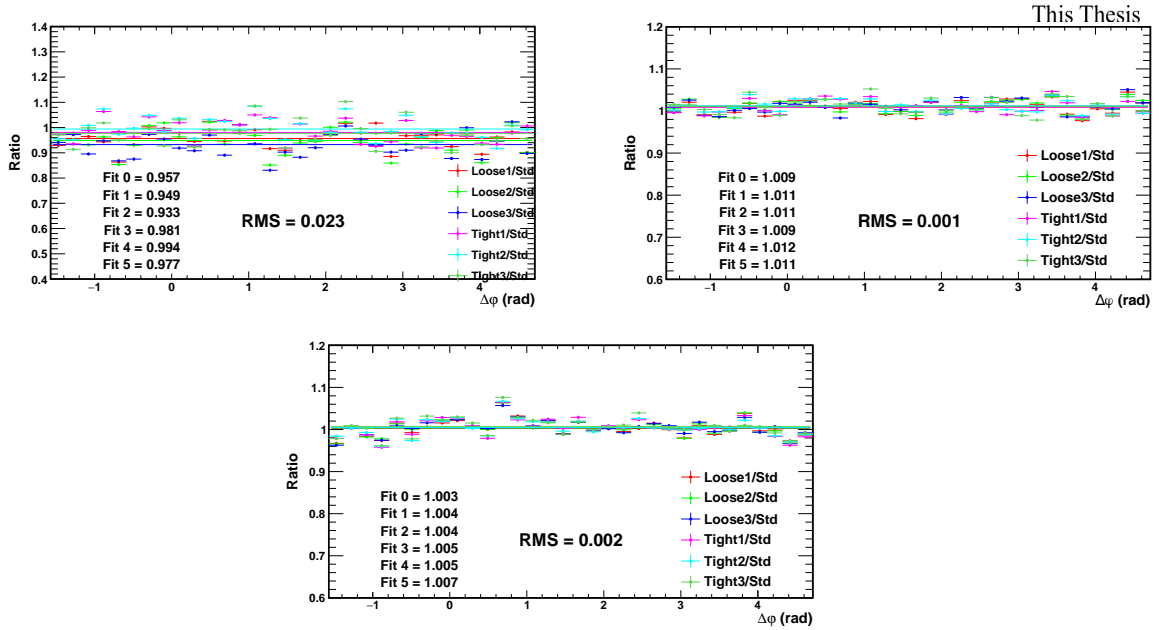 This Thesis
1.4
1.3
1.2
1.1
1
0.9
0.8
0.7
0.6
0.5
0.4
Ratio
Fit 0 = 0.957
Fit 1 = 0.949
Fit 2 = 0.933
Fit 3 = 0.981
Fit 4 = 0.994
Fit 5 = 0.977
RMS = 0.023
Loose1/Std
Loose2/Std
Loose3/Std
Tight1/Std
Tight2/Std
Tight3/Std
−1 0 1 2 3 4
Δφ (rad)
1.2
1.1
1
0.9
0.8
0.7
0.6
Ratio
Fit 0 = 1.009
Fit 1 = 1.011
Fit 2 = 1.011
Fit 3 = 1.009
Fit 4 = 1.012
Fit 5 = 1.011
RMS = 0.001
Loose1/Std
Loose2/Std
Loose3/Std
Tight1/Std
Tight2/Std
Tight3/Std
−1 0 1 2 3 4
Δφ (rad)
1.2
1.1
1
0.9
0.8
0.7
0.6
Ratio
Fit 0 = 1.003
Fit 1 = 1.004
Fit 2 = 1.004
Fit 3 = 1.005
Fit 4 = 1.005
Fit 5 = 1.007
RMS = 0.002
Loose1/Std
Loose2/Std
Loose3/Std
Tight1/Std
Tight2/Std
Tight3/Std
−1 0 1 2 3 4
Δφ (rad)